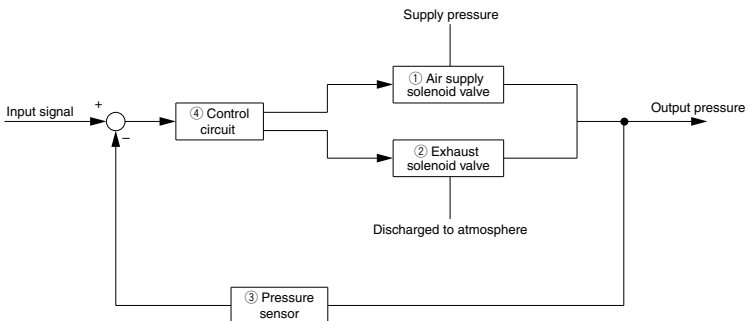 Supply pressure
① Air supply
solenoid valve
Input signal
+
−
④ Control
circuit
Output pressure
② Exhaust
solenoid valve
Discharged to atmosphere
③ Pressure
sensor